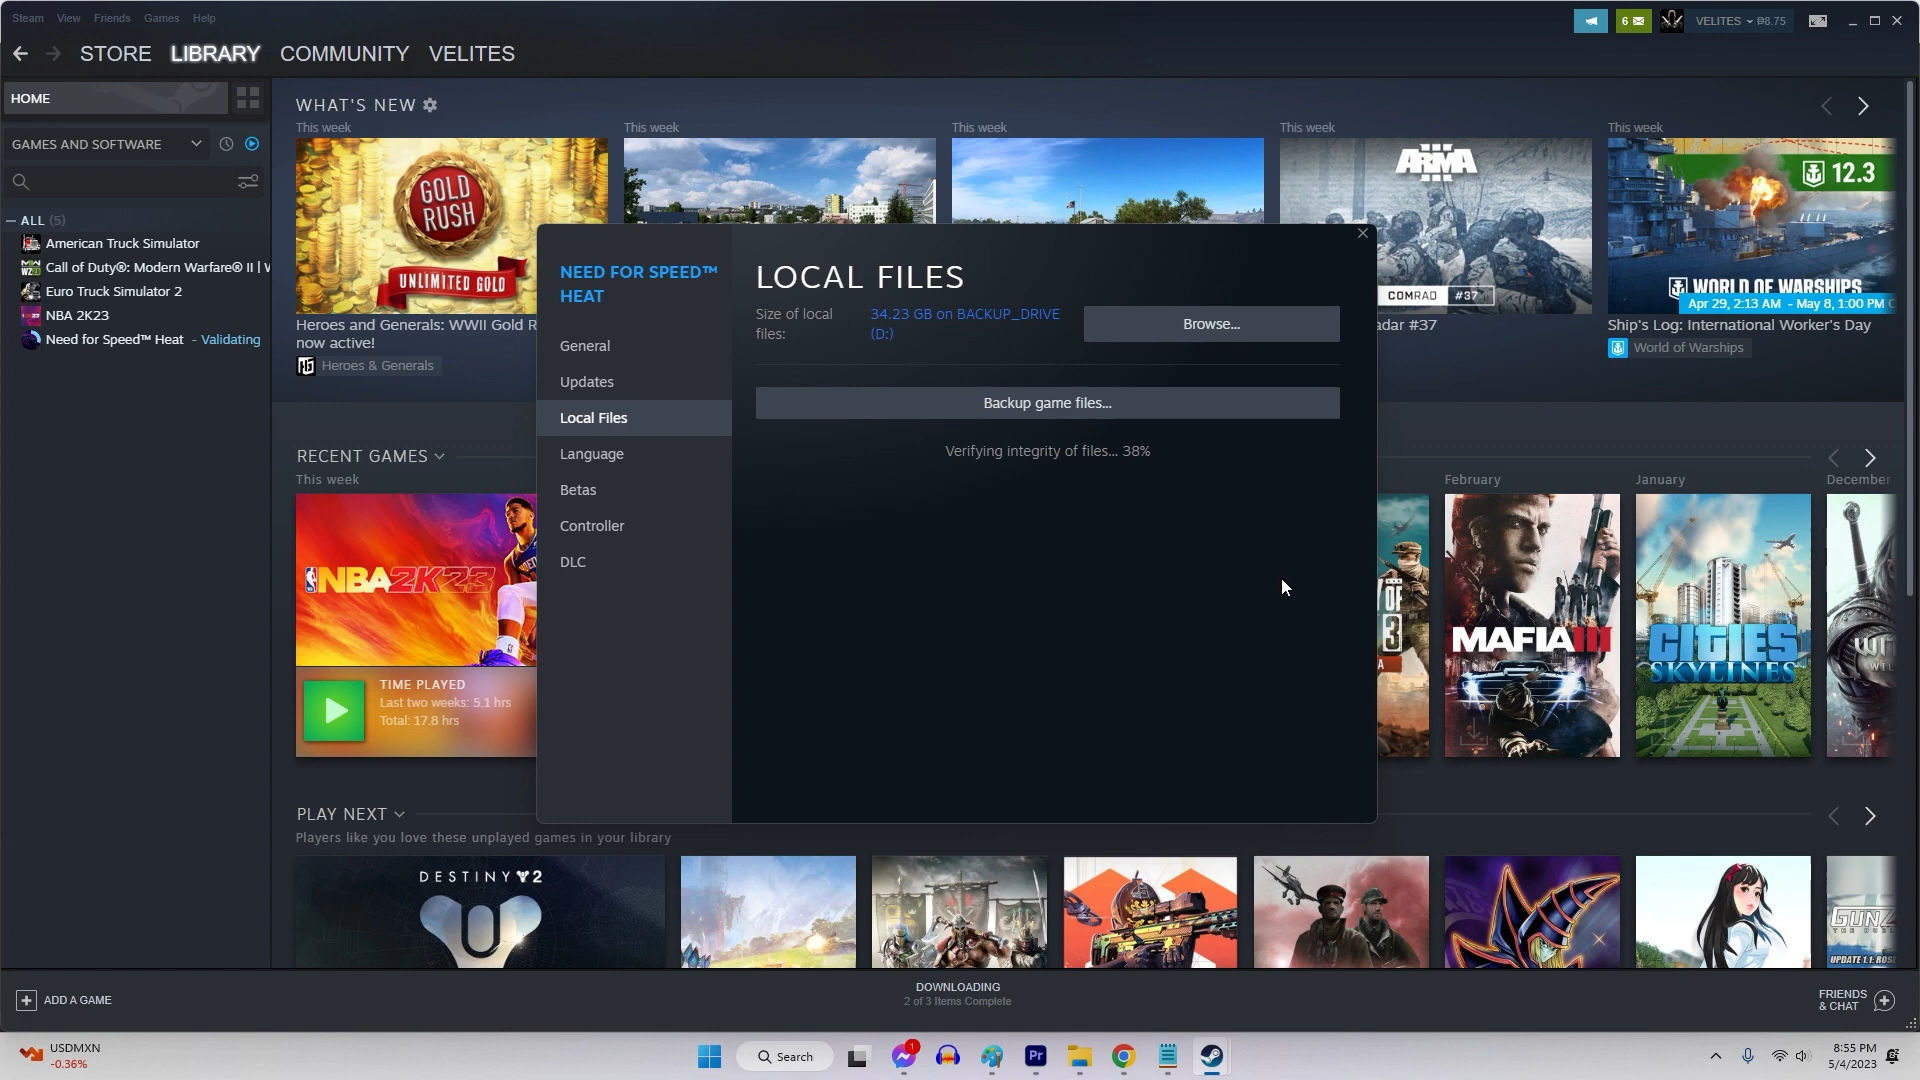 Steam View Friends Games Help
6
VELITES
8.75
STORE LIBRARY COMMUNITY VELITES
HOME
GAMES AND SOFTWARE
ALL (5)
American Truck Simulator
Call of Duty®: Modern Warfare® II |
Euro Truck Simulator 2
NBA 2K23
Need for Speed™ Heat - Validating
WHAT'S NEW
This week
This week
This week
This week
This week
GOLD
RUSH
UNLIMITED GOLD
Heroes and Generals: WWII Gold
now active!
Heroes & Generals
ARMA
III
COMRAD #37
#37
12.3
WORLD OF WARSHIPS
Apr 29, 2:13 AM - May 8, 1:00 PM
Ship's Log: International Worker's Day
World of Warships
NEED FOR SPEED™
HEAT
General
Updates
Local Files
Language
Betas
Controller
DLC
LOCAL FILES
Size of local
files:
34.23 GB on BACKUP_DRIVE
(D:)
Browse...
Backup game files...
Verifying integrity of files... 38%
RECENT GAMES
This week
February
January
December
NBA 2K23
TIME PLAYED
Last two weeks: 5.1 hrs
Total: 17.8 hrs
OF
3
MAFIA III
CITIES
SKYLINES
PLAY NEXT
Players like you love these unplayed games in your library
DESTINY 2
UPDATE 1.1:
ADD A GAME
DOWNLOADING
2 of 3 Items Complete
FRIENDS
& CHAT
USDMXN
-0.36%
Search
1
Pr
8:55 PM
5/4/2023